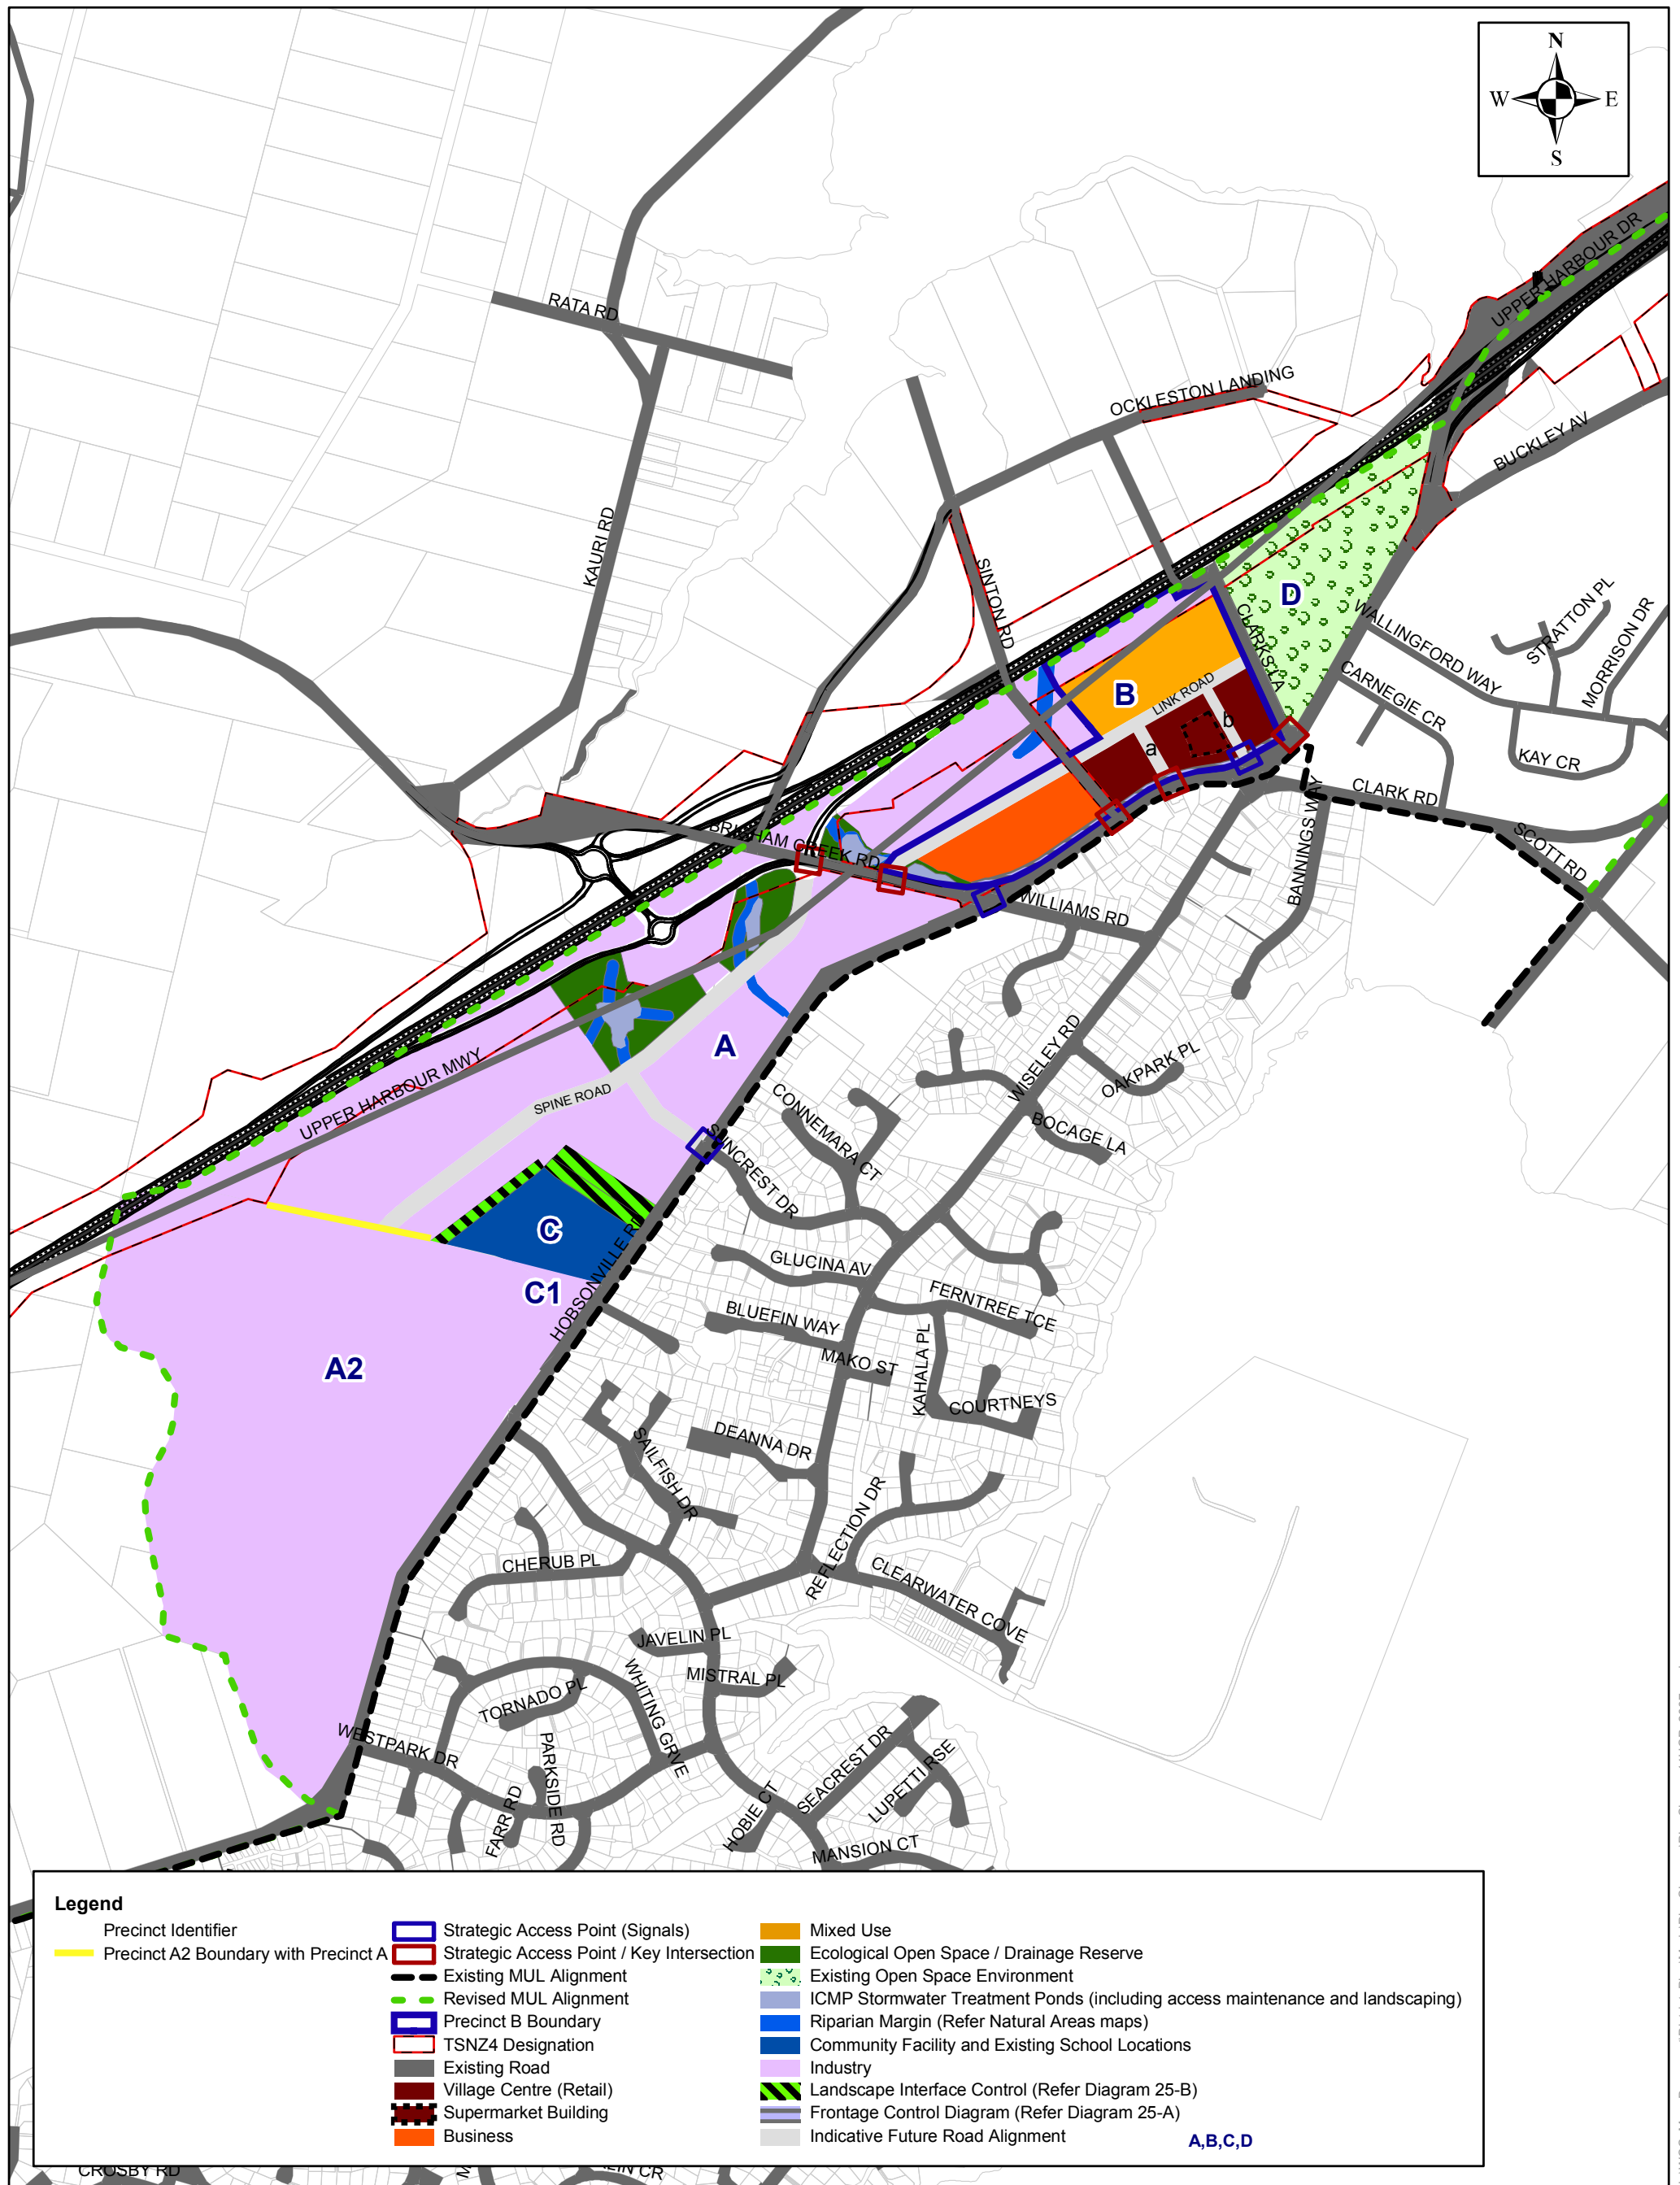 N
W E
S
UPPER HARBOUR DR
RATA RD
OCKLESTON LANDING
BUCKLEY AV
KAURI RD
SINTON RD
D
CLARKS LA
STRATTON PL
WALLINGFORD WAY
MORRISON DR
CARNEGIE CR
B
LINK ROAD
b
a
KAY CR
CLARK RD
BRIGHAM CREEK RD
BANNINGS WAY
SCOTT RD
WILLIAMS RD
A
WISELEY RD
UPPER HARBOUR MWY
OAKPARK PL
SPINE ROAD
CONNEMARA CT
BOCAGE LA
SUNCREST DR
C
C1
HOBSONVILLE RD
GLUCINA AV
FERNTREE TCE
BLUEFIN WAY
MAKO ST
KAHALA PL
A2
COURTNEYS
DEANNA DR
SAILFISH DR
REFLECTION DR
CHERUB PL
CLEARWATER COVE
JAVELIN PL
MISTRAL PL
WHITING GRVE
TORNADO PL
WESTPARK DR
PARKSIDE RD
SEACREST DR
LUPETTI RSE
FARR RD
HOBIE CT
MANSION CT
Legend
Precinct Identifier
Precinct A2 Boundary with Precinct A
Strategic Access Point (Signals)
Strategic Access Point / Key Intersection
Existing MUL Alignment
Revised MUL Alignment
Precinct B Boundary
TSNZ4 Designation
Existing Road
Village Centre (Retail)
Supermarket Building
Business
Mixed Use
Ecological Open Space / Drainage Reserve
Existing Open Space Environment
ICMP Stormwater Treatment Ponds (including access maintenance and landscaping)
Riparian Margin (Refer Natural Areas maps)
Community Facility and Existing School Locations
Industry
Landscape Interface Control (Refer Diagram 25-B)
Frontage Control Diagram (Refer Diagram 25-A)
Indicative Future Road Alignment
A,B,C,D
CROSBY RD